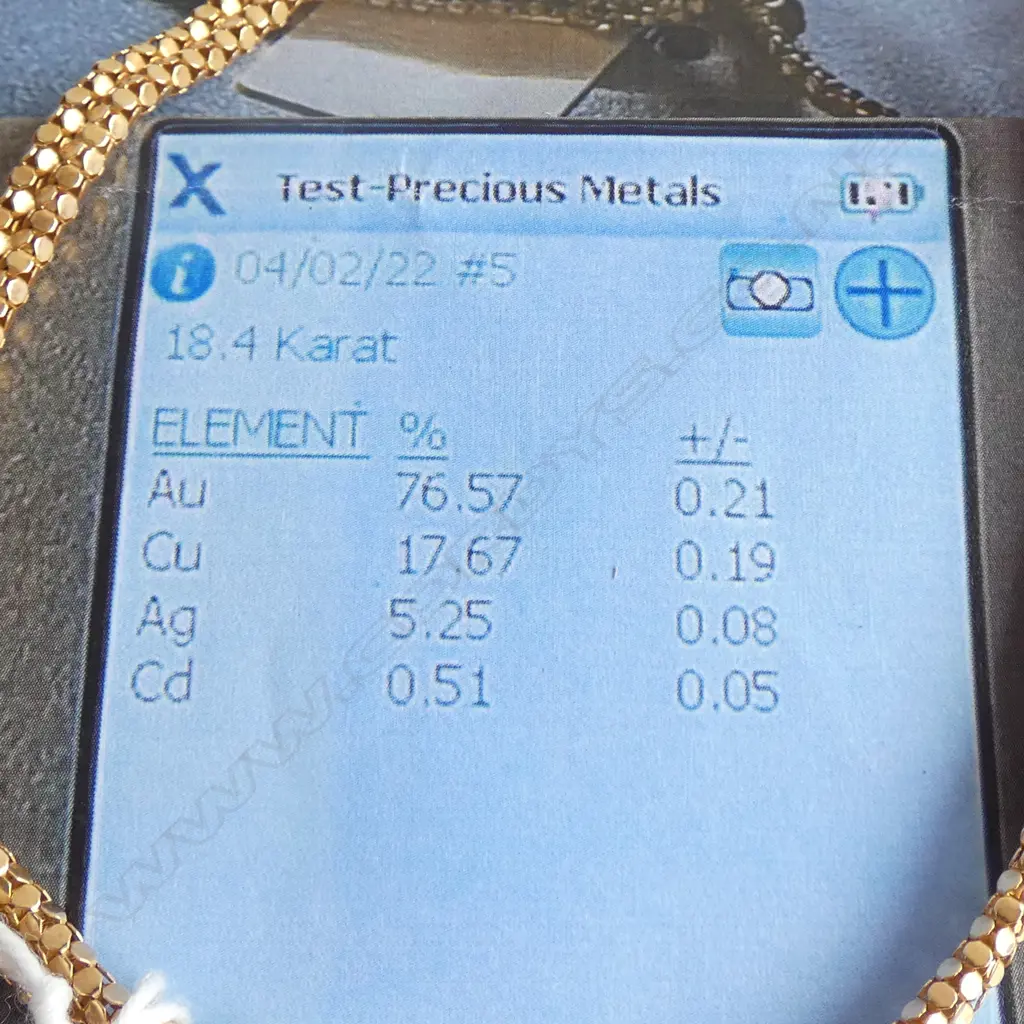 X Test-Precious Metals
i 04/02/22 #5
18.4 Karat
ELEMENT % +/-
Au 76.57 0.21
Cu 17.67 0.19
Ag 5.25 0.08
Cd 0.51 0.05